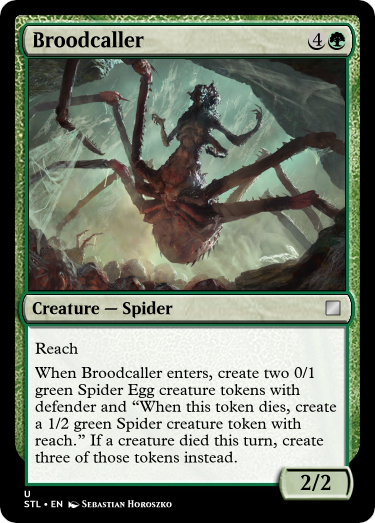 Broodcaller 4
Creature — Spider
Reach
When Broodcaller enters, create two 0/1
green Spider Egg creature tokens with
defender and “When this token dies, create
a 1/2 green Spider creature token with
reach.” If a creature died this turn, create
three of those tokens instead.
2/2
U
STL • EN Sebastian Horoszko